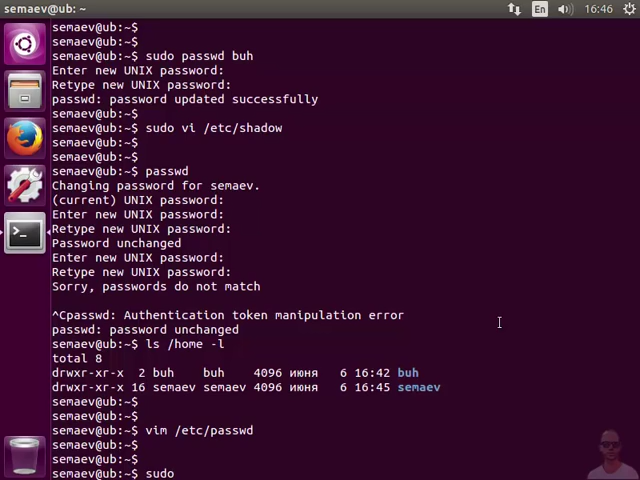 semaev@ub: ~
En
16:46
semaev@ub:~$
semaev@ub:~$
semaev@ub:~$ sudo passwd buh
Enter new UNIX password:
Retype new UNIX password:
passwd: password updated successfully
semaev@ub:~$
semaev@ub:~$ sudo vi /etc/shadow
semaev@ub:~$
semaev@ub:~$
semaev@ub:~$ passwd
Changing password for semaev.
(current) UNIX password:
Enter new UNIX password:
Retype new UNIX password:
Password unchanged
Enter new UNIX password:
Retype new UNIX password:
Sorry, passwords do not match
^Cpasswd: Authentication token manipulation error
passwd: password unchanged
semaev@ub:~$ ls /home -l
total 8
drwxr-xr-x  2 buh    buh    4096 июня   6 16:42 buh
drwxr-xr-x 16 semaev semaev 4096 июня   6 16:45 semaev
semaev@ub:~$
semaev@ub:~$
semaev@ub:~$ vim /etc/passwd
semaev@ub:~$
semaev@ub:~$
semaev@ub:~$ sudo